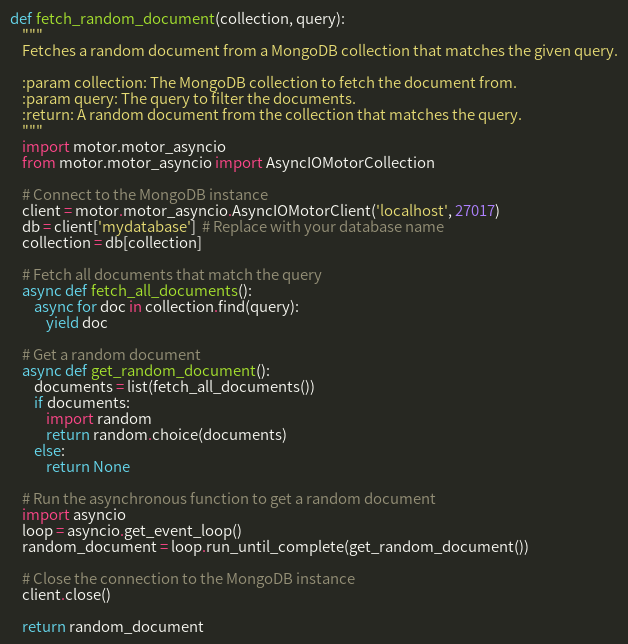 def fetch_random_document(collection, query):
    """
    Fetches a random document from a MongoDB collection that matches the given query.

    :param collection: The MongoDB collection to fetch the document from.
    :param query: The query to filter the documents.
    :return: A random document from the collection that matches the query.
    """
    import motor.motor_asyncio
    from motor.motor_asyncio import AsyncIOMotorCollection

    # Connect to the MongoDB instance
    client = motor.motor_asyncio.AsyncIOMotorClient('localhost', 27017)
    db = client['mydatabase']  # Replace with your database name
    collection = db[collection]

    # Fetch all documents that match the query
    async def fetch_all_documents():
        async for doc in collection.find(query):
            yield doc

    # Get a random document
    async def get_random_document():
        documents = list(fetch_all_documents())
        if documents:
            import random
            return random.choice(documents)
        else:
            return None

    # Run the asynchronous function to get a random document
    import asyncio
    loop = asyncio.get_event_loop()
    random_document = loop.run_until_complete(get_random_document())

    # Close the connection to the MongoDB instance
    client.close()

    return random_document